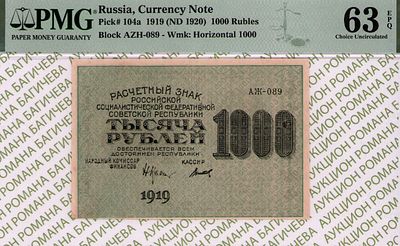 PMG
PAPER MONEY GUARANTY
Russia, Currency Note
Pick# 104a 1919 (ND 1920) 1000 Rubles
Block АZH-089 - Wmk: Horizontal 1000
63 EPQ
Choice Uncirculated
РАСЧЕТНЫЙ ЗНАК
РОССИЙСКОЙ
СОЦИАЛИСТИЧЕСКОЙ ФЕДЕРАТИВНОЙ
СОВЕТСКОЙ РЕСПУБЛИКИ
АЖ-089
ТЫСЯЧА
РУБЛЕЙ
1000
ОБЕСПЕЧИВАЕТСЯ ВСЕМ
ДОСТОЯНИЕМ РЕСПУБЛИКИ
НАРОДНЫЙ КОМИССАР
ФИНАНСОВ
КАССИР
1919
АУКЦИОН РОМАНА БАГИЧЕВА